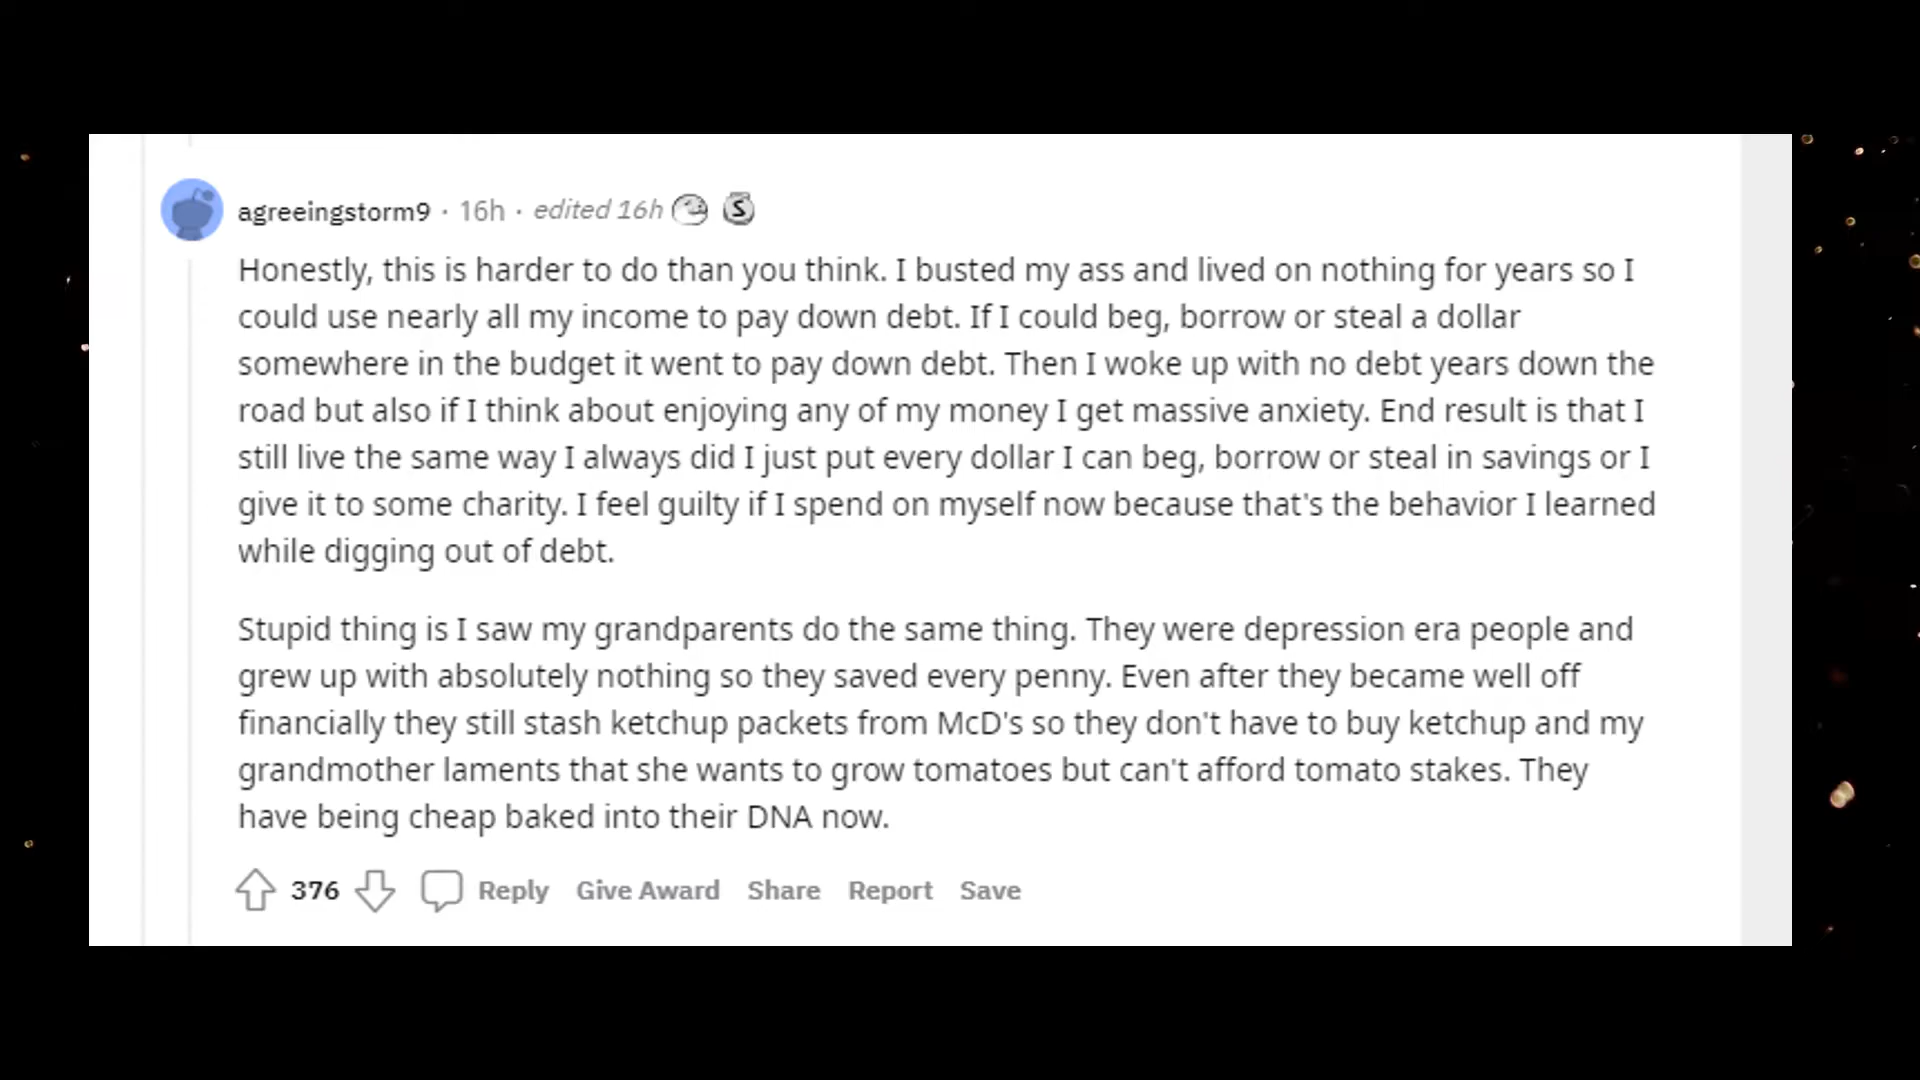 agreeingstorm9 · 16h · edited 16h
Honestly, this is harder to do than you think. I busted my ass and lived on nothing for years so I
could use nearly all my income to pay down debt. If I could beg, borrow or steal a dollar
somewhere in the budget it went to pay down debt. Then I woke up with no debt years down the
road but also if I think about enjoying any of my money I get massive anxiety. End result is that I
still live the same way I always did I just put every dollar I can beg, borrow or steal in savings or I
give it to some charity. I feel guilty if I spend on myself now because that's the behavior I learned
while digging out of debt.
Stupid thing is I saw my grandparents do the same thing. They were depression era people and
grew up with absolutely nothing so they saved every penny. Even after they became well off
financially they still stash ketchup packets from McD's so they don't have to buy ketchup and my
grandmother laments that she wants to grow tomatoes but can't afford tomato stakes. They
have being cheap baked into their DNA now.
376 Reply Give Award Share Report Save